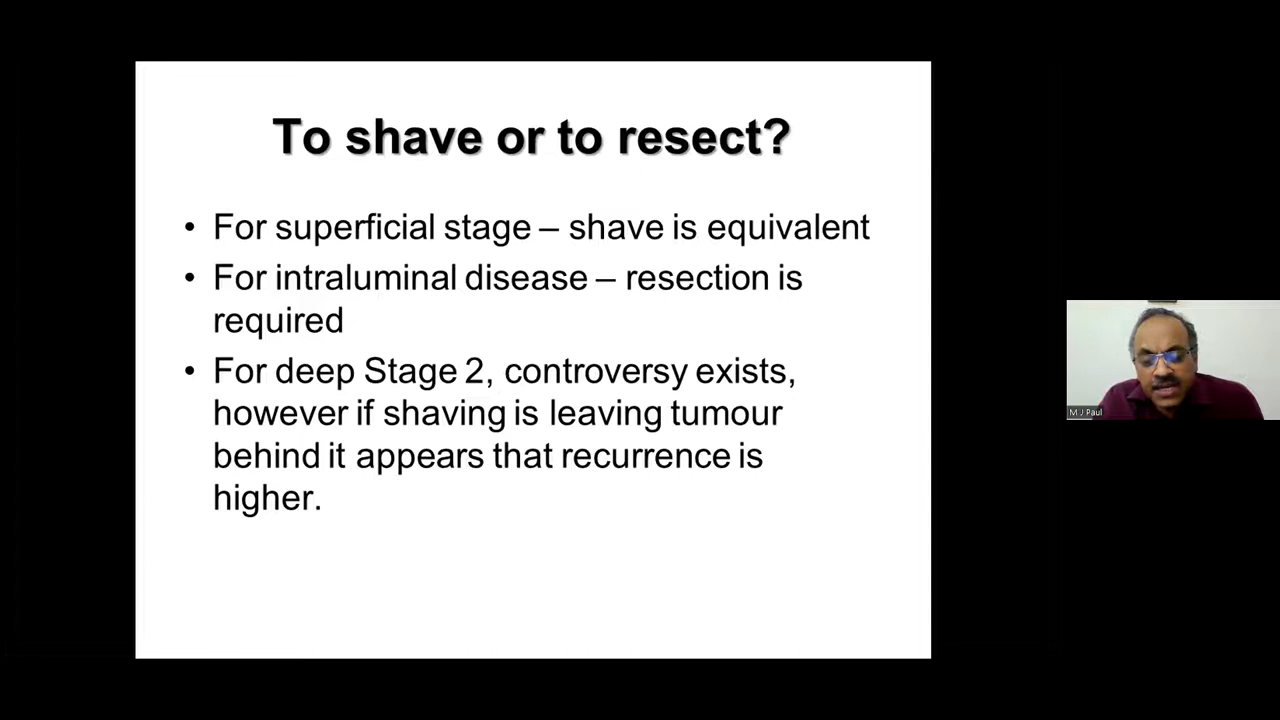 To shave or to resect?
• For superficial stage – shave is equivalent
• For intraluminal disease – resection is
required
• For deep Stage 2, controversy exists,
however if shaving is leaving tumour
behind it appears that recurrence is
higher.
M J Paul